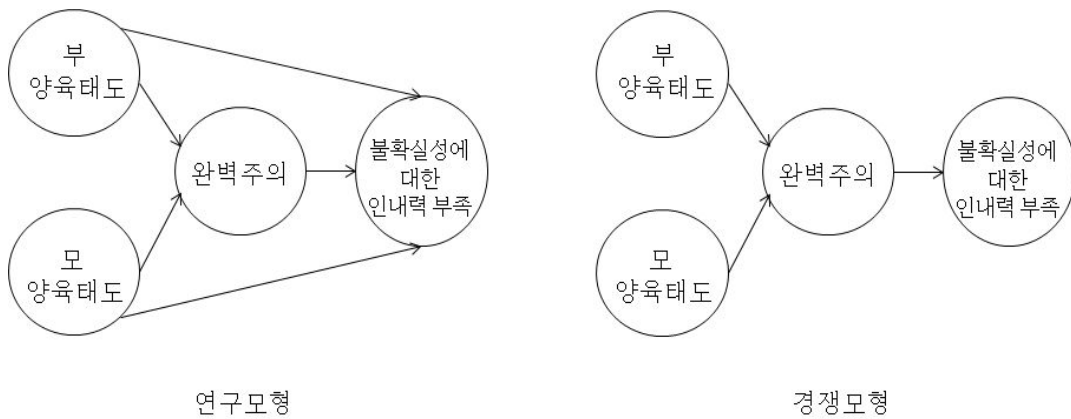 부
양육태도
완벽주의
불확실성에
대한
인내력 부족
모
양육태도
연구모형
부
양육태도
완벽주의
불확실성에
대한
인내력 부족
모
양육태도
경쟁모형